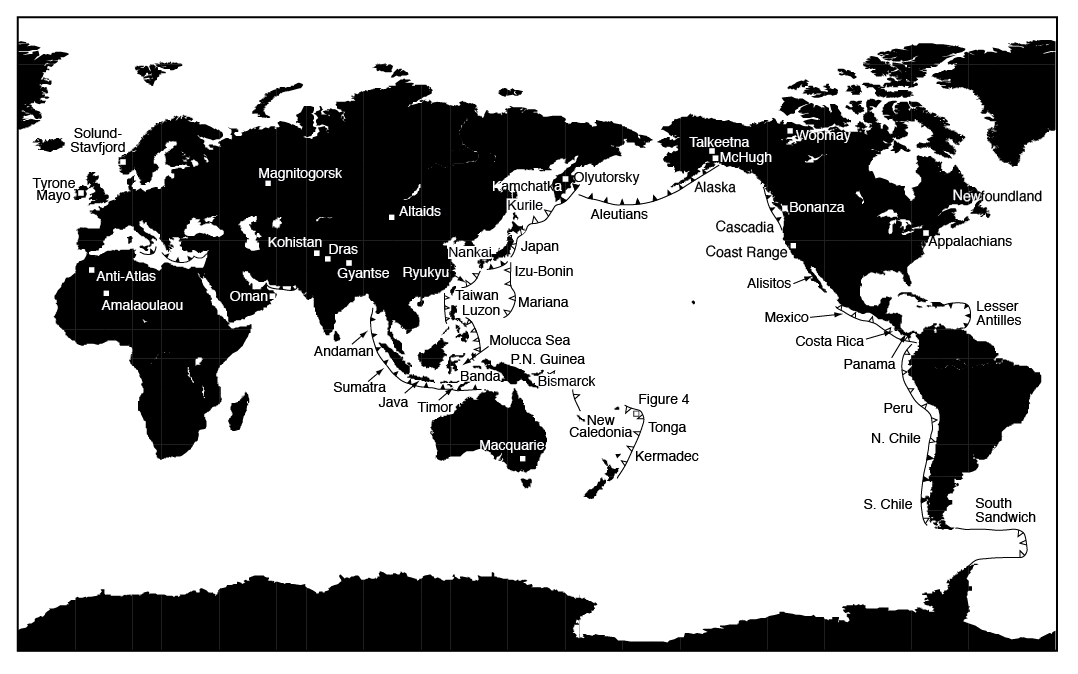 Solund-
Stavfjord
Tyrone
Mayo
Magnitogorsk
Altaids
Kohistan
Dras
Gyantse
Anti-Atlas
Amalaoulaou
Oman
Kamchatka
Olyutorsky
Kurile
Aleutians
Talkeetna
McHugh
Alaska
Wopmay
Newfoundland
Bonanza
Cascadia
Coast Range
Appalachians
Alisitos
Nankai
Japan
Ryukyu
Izu-Bonin
Taiwan
Luzon
Mariana
Mexico
Lesser
Antilles
Costa Rica
Panama
Andaman
Molucca Sea
P.N. Guinea
Sumatra
Banda
Bismarck
Java
Timor
Figure 4
New
Caledonia
Tonga
Macquarie
Kermadec
Peru
N. Chile
S. Chile
South
Sandwich